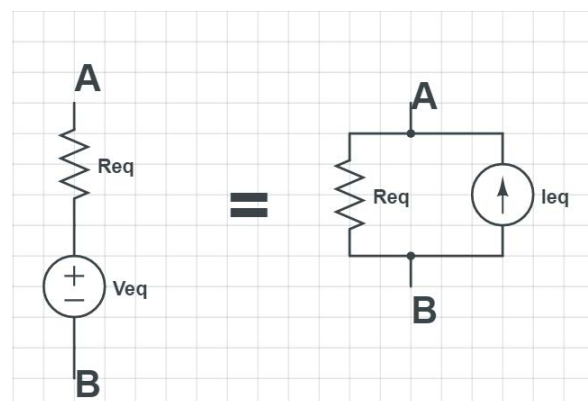 A
Req
+
−
Veq
B
=
A
Req
Ieq
B